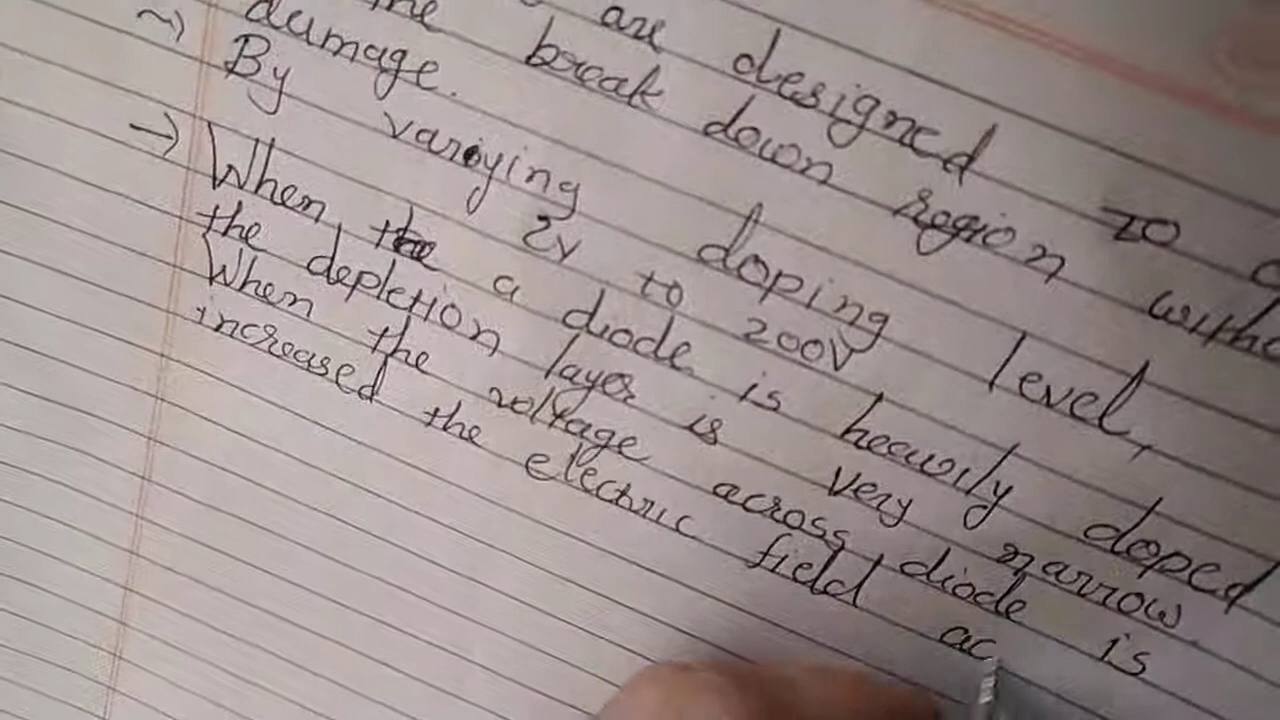 are designed to
the break down region witho
damage.
~) By varying doping level,
2v to 200V
→ When the a diode is heavily doped
the depletion layer is very narrow
When the voltage across diode is
increased the electric field ac